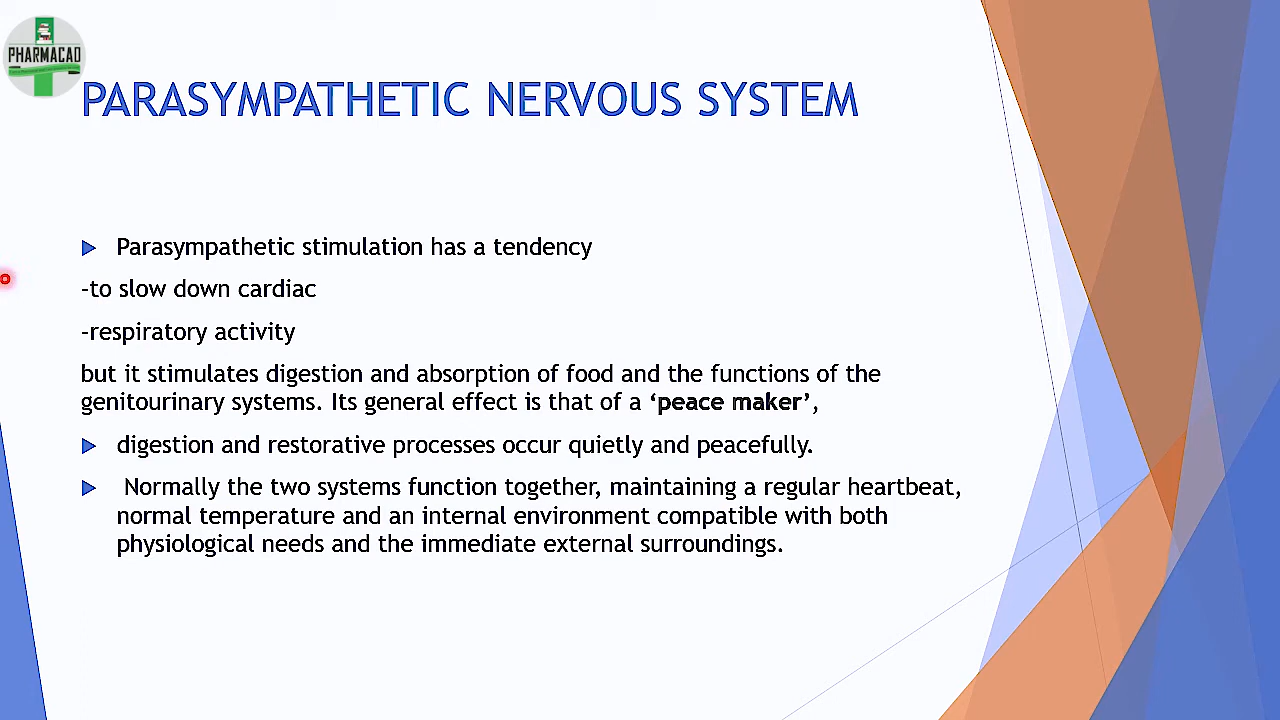 PHARMACAD
PARASYMPATHETIC NERVOUS SYSTEM
Parasympathetic stimulation has a tendency
-to slow down cardiac
-respiratory activity
but it stimulates digestion and absorption of food and the functions of the
genitourinary systems. Its general effect is that of a ‘peace maker’,
digestion and restorative processes occur quietly and peacefully.
Normally the two systems function together, maintaining a regular heartbeat,
normal temperature and an internal environment compatible with both
physiological needs and the immediate external surroundings.